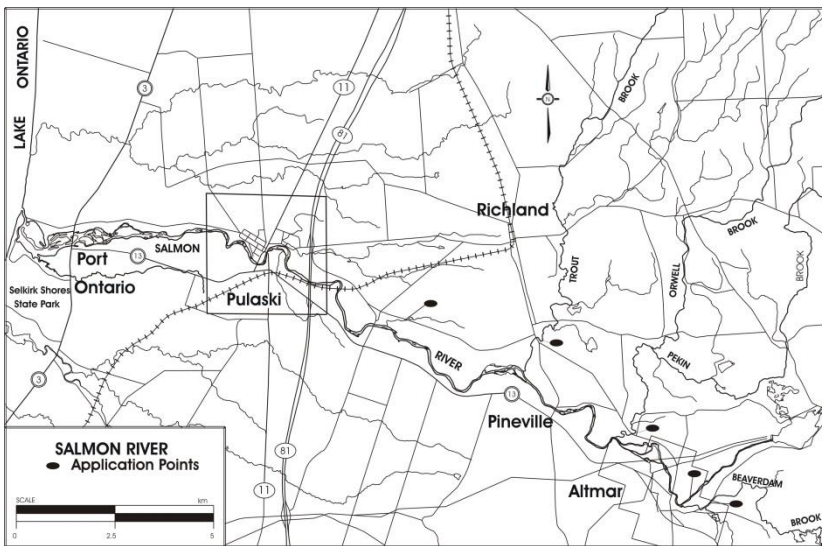 LAKE ONTARIO
3
11
81
N
BROOK
Richland
BROOK
BROOK
SALMON
Port
Ontario
13
TROUT
ORWELL
Selkirk Shores
State Park
Pulaski
RIVER
PEKIN
3
13
Pineville
SALMON RIVER
Application Points
81
Altmar
BEAVERDAM
BROOK
11
SCALE
km
0
2.5
5